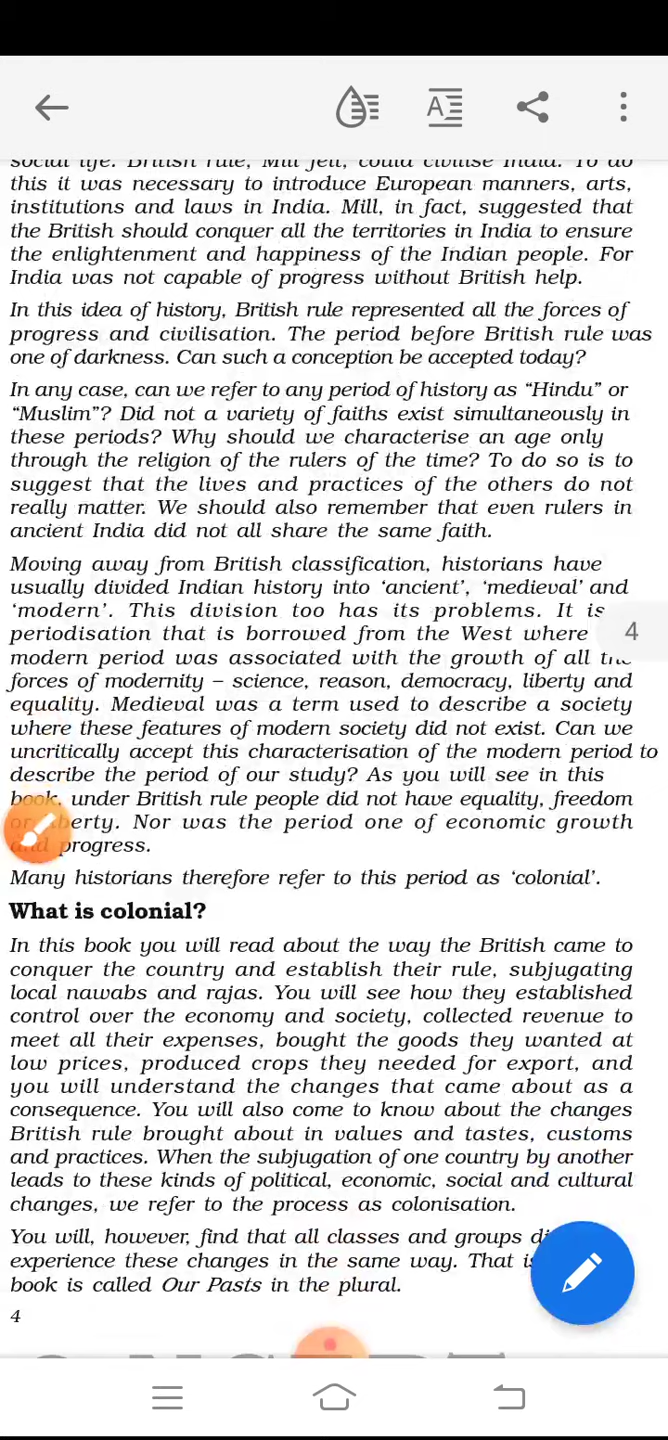 social life. British rule, Mill felt, could civilise India. To do
this it was necessary to introduce European manners, arts,
institutions and laws in India. Mill, in fact, suggested that
the British should conquer all the territories in India to ensure
the enlightenment and happiness of the Indian people. For
India was not capable of progress without British help.
In this idea of history, British rule represented all the forces of
progress and civilisation. The period before British rule was
one of darkness. Can such a conception be accepted today?
In any case, can we refer to any period of history as “Hindu” or
“Muslim”? Did not a variety of faiths exist simultaneously in
these periods? Why should we characterise an age only
through the religion of the rulers of the time? To do so is to
suggest that the lives and practices of the others do not
really matter. We should also remember that even rulers in
ancient India did not all share the same faith.
Moving away from British classification, historians have
usually divided Indian history into ‘ancient’, ‘medieval’ and
‘modern’. This division too has its problems. It is
periodisation that is borrowed from the West where
4
modern period was associated with the growth of all
forces of modernity – science, reason, democracy, liberty and
equality. Medieval was a term used to describe a society
where these features of modern society did not exist. Can we
uncritically accept this characterisation of the modern period to
describe the period of our study? As you will see in this
book, under British rule people did not have equality, freedom
or liberty. Nor was the period one of economic growth
and progress.
Many historians therefore refer to this period as ‘colonial’.
What is colonial?
In this book you will read about the way the British came to
conquer the country and establish their rule, subjugating
local nawabs and rajas. You will see how they established
control over the economy and society, collected revenue to
meet all their expenses, bought the goods they wanted at
low prices, produced crops they needed for export, and
you will understand the changes that came about as a
consequence. You will also come to know about the changes
British rule brought about in values and tastes, customs
and practices. When the subjugation of one country by another
leads to these kinds of political, economic, social and cultural
changes, we refer to the process as colonisation.
You will, however, find that all classes and groups
experience these changes in the same way. That
book is called Our Pasts in the plural.
4